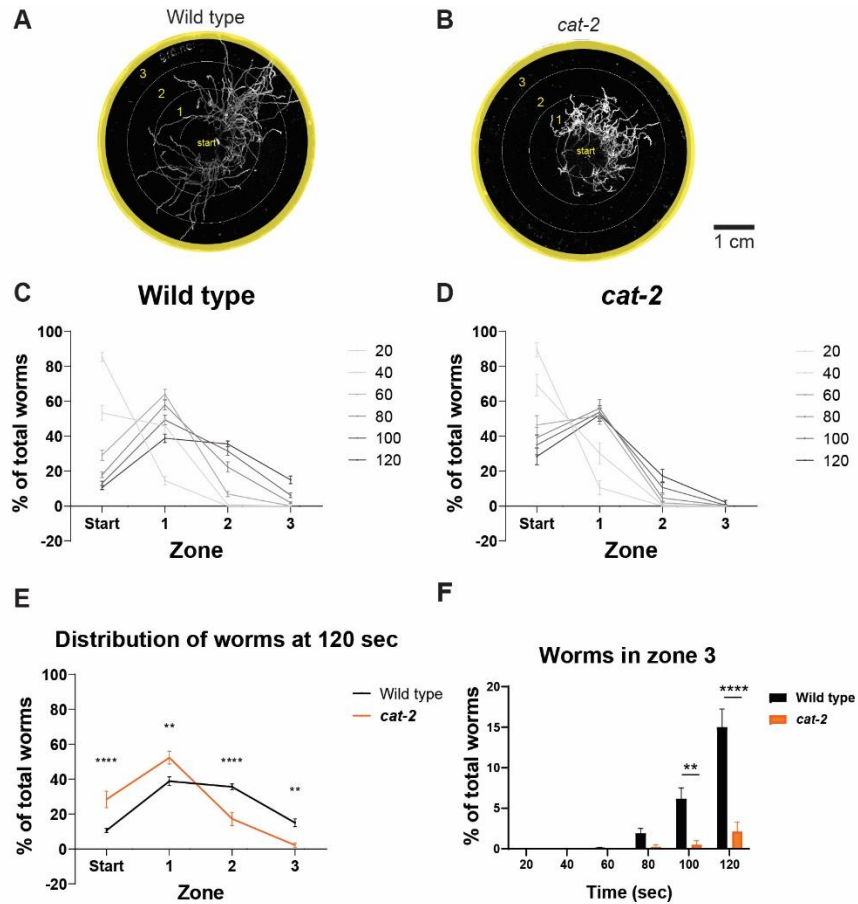 A
Wild type
3
2
1
start
B
cat-2
3
2
1
start
1 cm
C
Wild type
% of total worms
100
80
60
40
20
0
-20
Start 1 2 3
Zone
20
40
60
80
100
120
D
cat-2
% of total worms
100
80
60
40
20
0
-20
Start 1 2 3
Zone
20
40
60
80
100
120
E
Distribution of worms at 120 sec
% of total worms
100
80
60
40
20
0
-20
**** ** **** **
Start 1 2 3
Zone
Wild type
cat-2
F
Worms in zone 3
% of total worms
20
15
10
5
0
**
****
20 40 60 80 100 120
Time (sec)
Wild type
cat-2